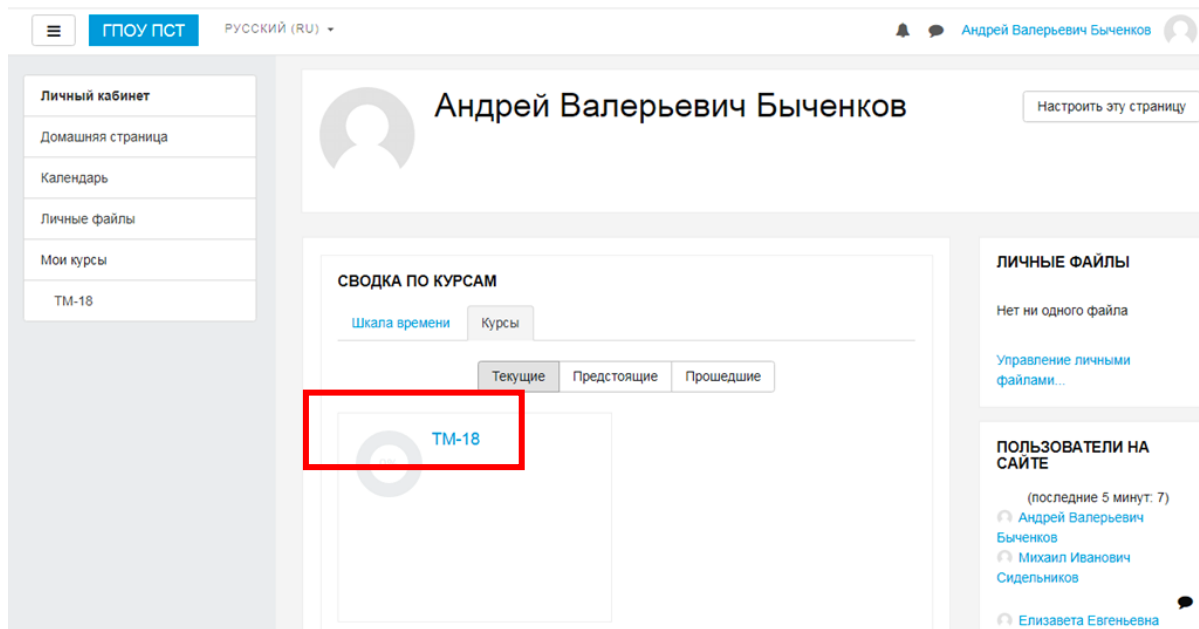 ГПОУ ПСТ
РУССКИЙ (RU)
Андрей Валерьевич Быченков
Личный кабинет
Домашняя страница
Календарь
Личные файлы
Мои курсы
ТМ-18
Андрей Валерьевич Быченков
Настроить эту страницу
СВОДКА ПО КУРСАМ
Шкала времени
Курсы
Текущие
Предстоящие
Прошедшие
ТМ-18
ЛИЧНЫЕ ФАЙЛЫ
Нет ни одного файла
Управление личными
файлами...
ПОЛЬЗОВАТЕЛИ НА
САЙТЕ
(последние 5 минут: 7)
Андрей Валерьевич
Быченков
Михаил Иванович
Сидельников
Елизавета Евгеньевна